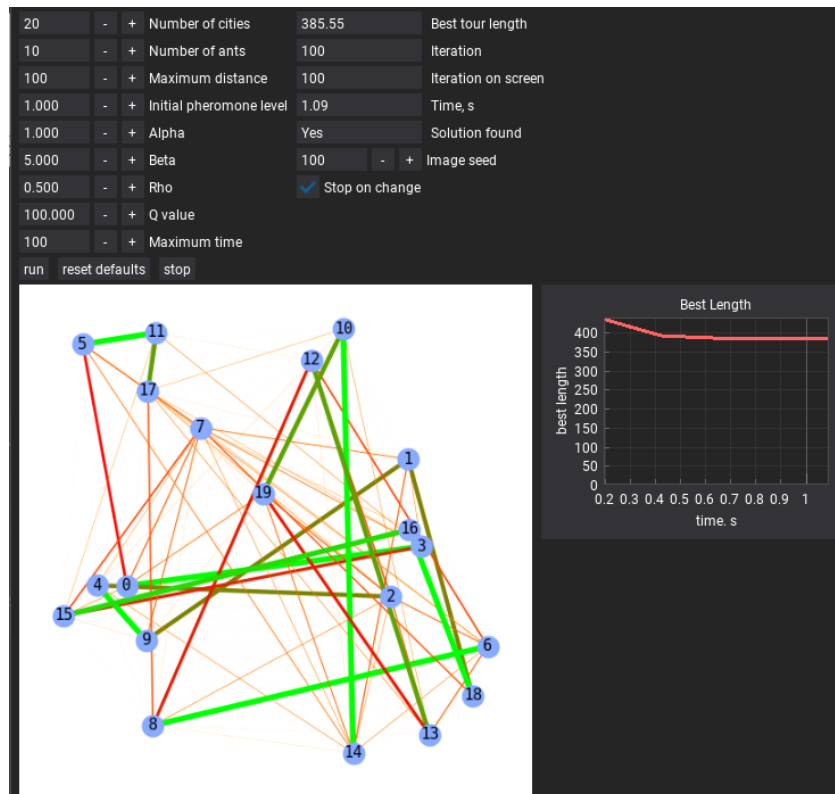 20 - + Number of cities 385.55 Best tour length
10 - + Number of ants 100 Iteration
100 - + Maximum distance 100 Iteration on screen
1.000 - + Initial pheromone level 1.09 Time, s
1.000 - + Alpha Yes Solution found
5.000 - + Beta 100 - + Image seed
0.500 - + Rho Stop on change
100.000 - + Q value
100 - + Maximum time
run reset defaults stop
5
11
10
12
17
7
1
19
16
3
4
0
2
15
9
6
18
8
13
14
Best Length
best length
400
350
300
250
200
150
100
50
0
0.2 0.3 0.4 0.5 0.6 0.7 0.8 0.9 1
time. s